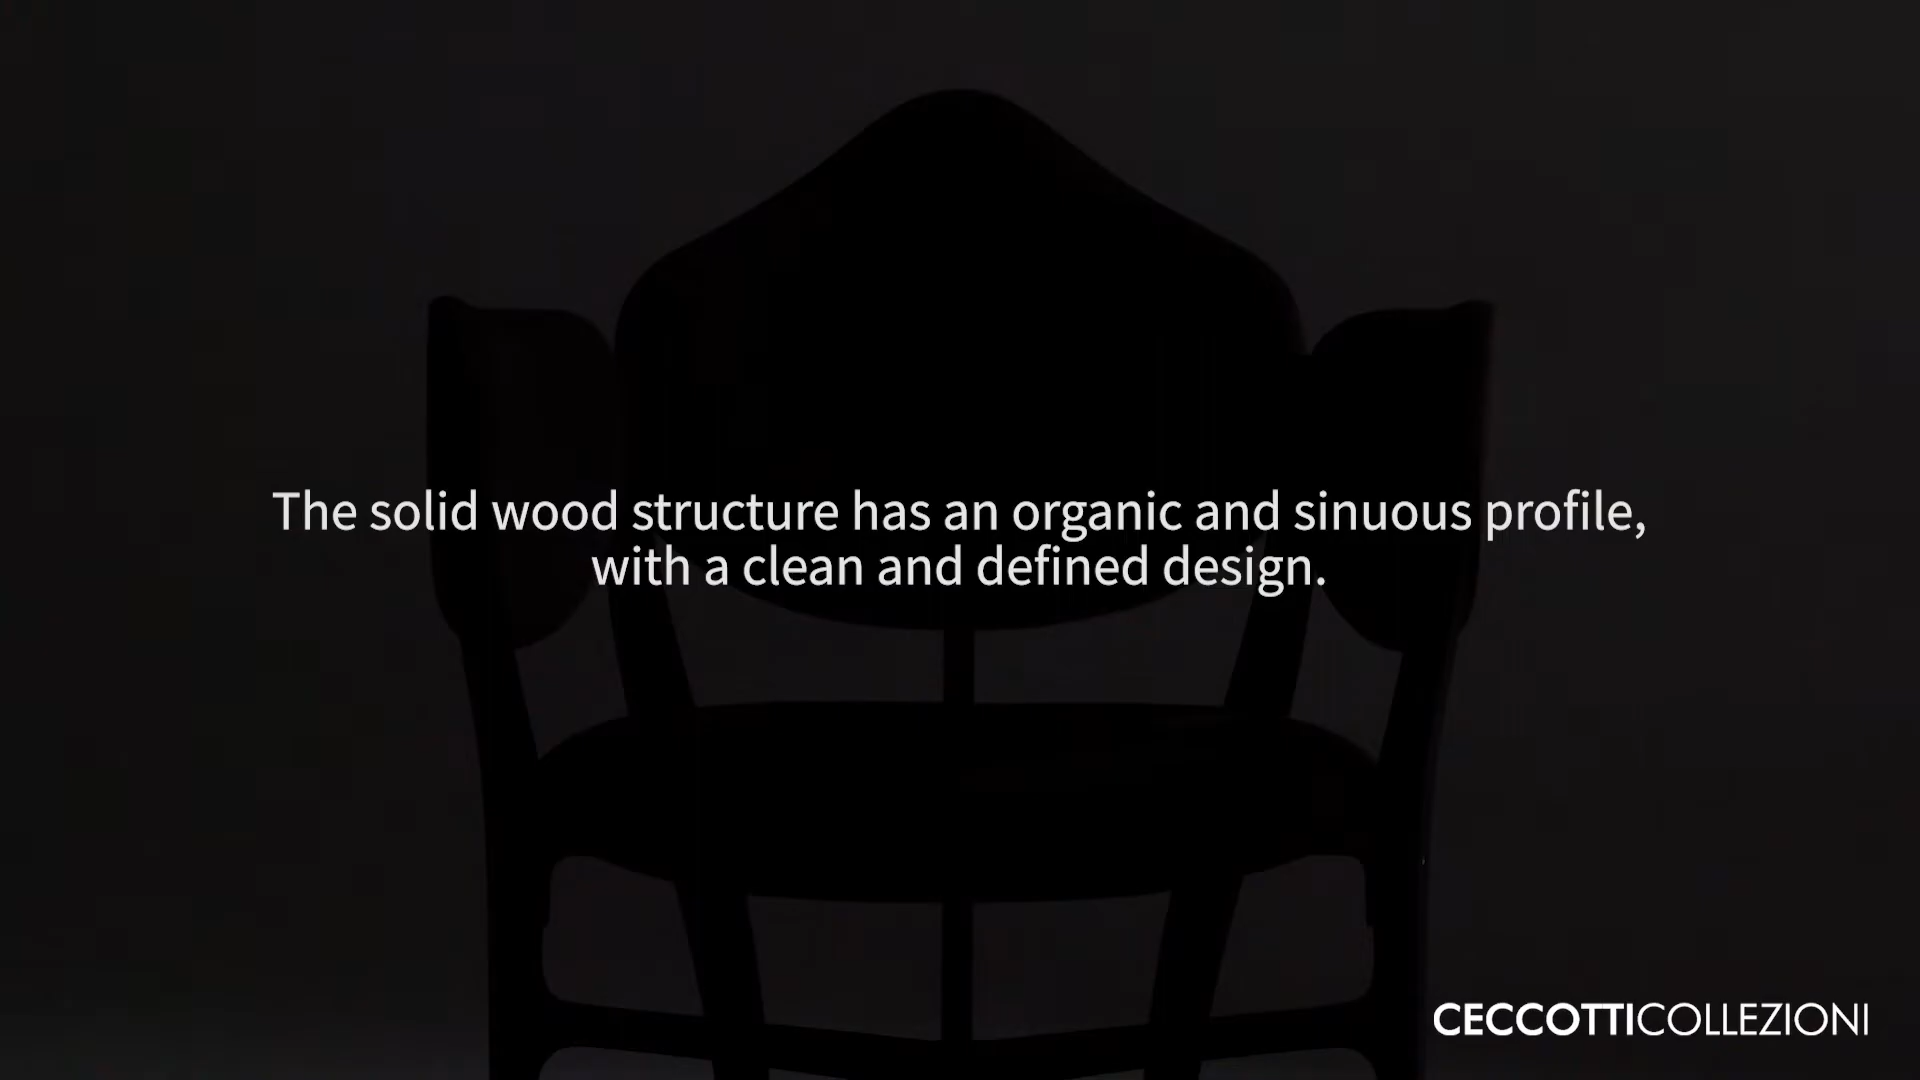 The solid wood structure has an organic and sinuous profile,
with a clean and defined design.
CECCOTTICOLLEZIONI